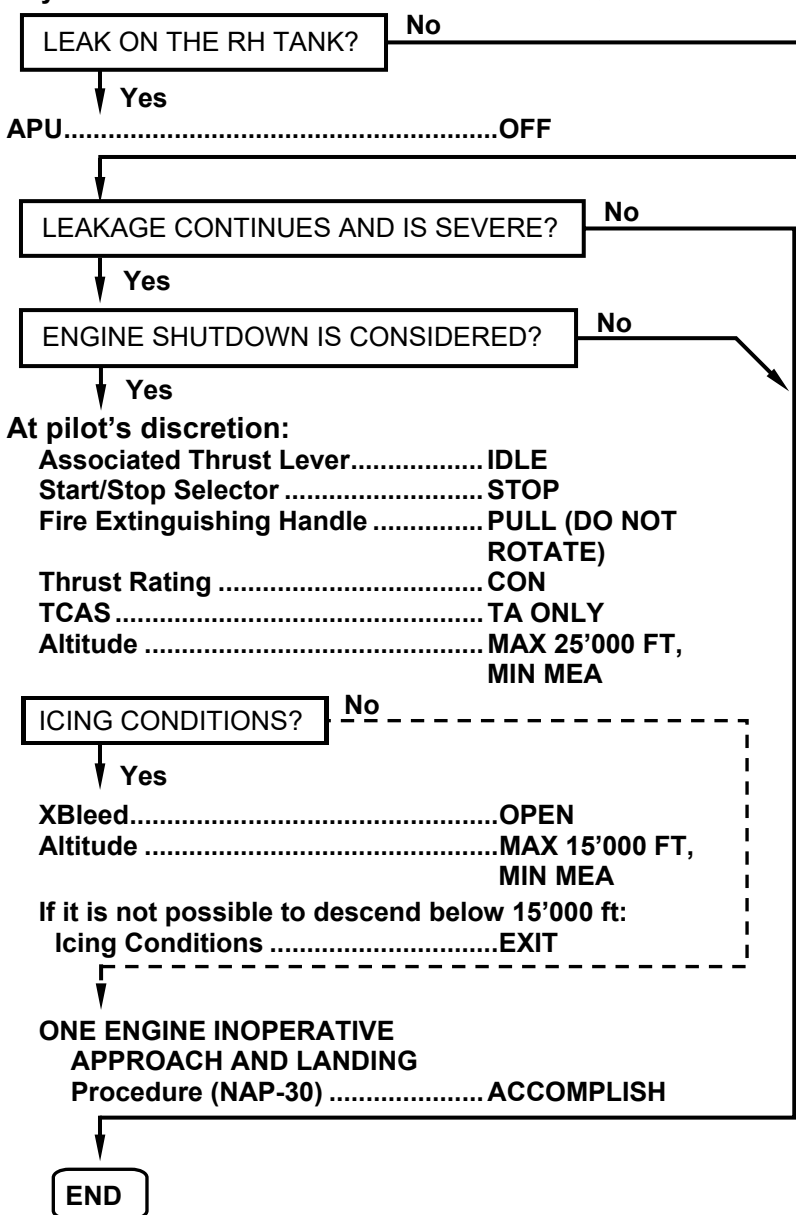 LEAK ON THE RH TANK? No
Yes
APU...........................................................OFF
LEAKAGE CONTINUES AND IS SEVERE? No
Yes
ENGINE SHUTDOWN IS CONSIDERED? No
Yes
At pilot's discretion:
Associated Thrust Lever..................IDLE
Start/Stop Selector ...........................STOP
Fire Extinguishing Handle ...............PULL (DO NOT
ROTATE)
Thrust Rating ....................................CON
TCAS..................................................TA ONLY
Altitude ..............................................MAX 25'000 FT,
MIN MEA
ICING CONDITIONS? No
Yes
XBleed..................................................OPEN
Altitude ................................................MAX 15'000 FT,
MIN MEA
If it is not possible to descend below 15'000 ft:
Icing Conditions ...............................EXIT
ONE ENGINE INOPERATIVE
APPROACH AND LANDING
Procedure (NAP-30) .....................ACCOMPLISH
END